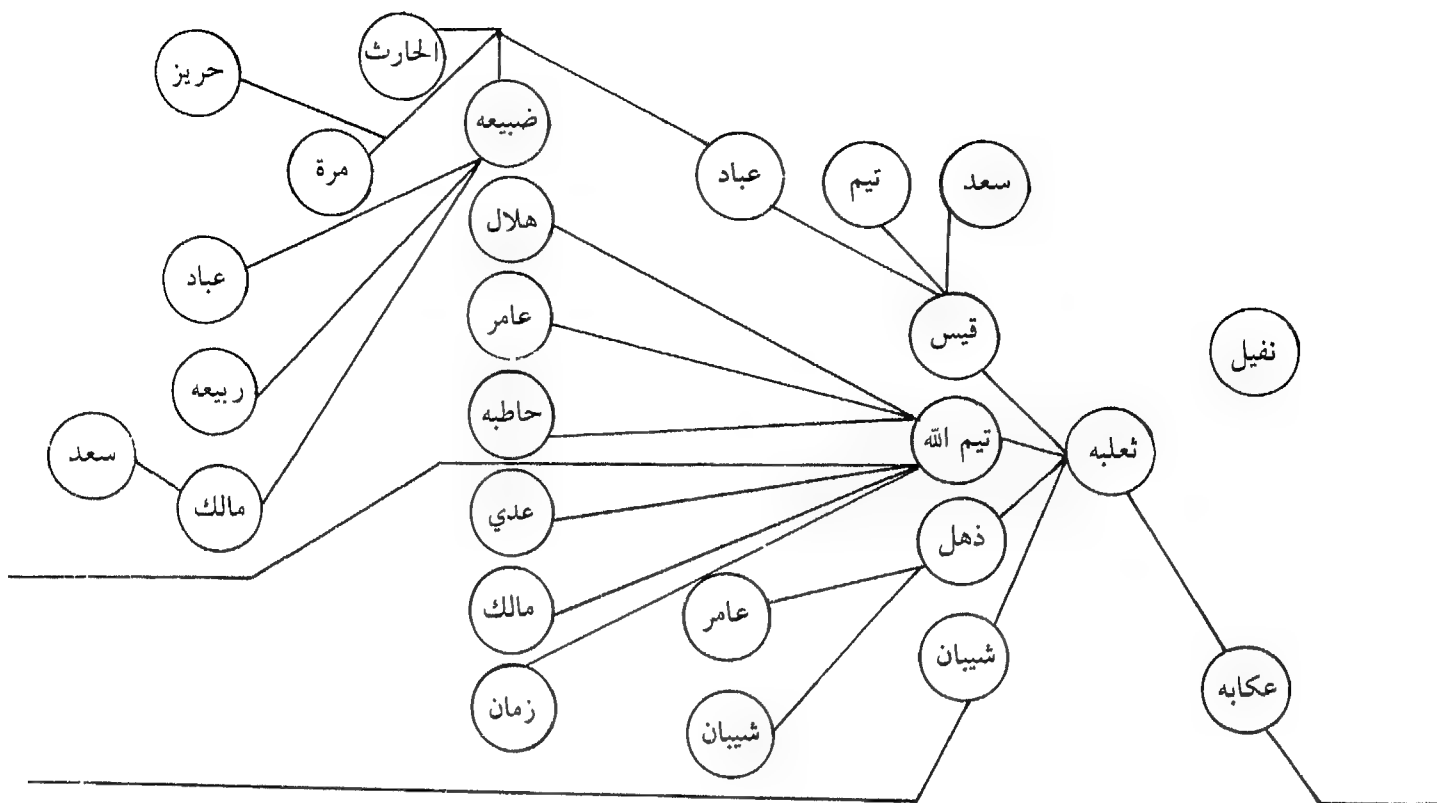 الحارث
حريز
ضبيعه
مرة
عباد
تيم
سعد
هلال
عباد
عامر
قيس
نفيل
ربيعه
حاطبه
تيم الله
ثعلبه
سعد
مالك
عدي
ذهل
مالك
عامر
شيبان
عكابه
زمان
شيبان